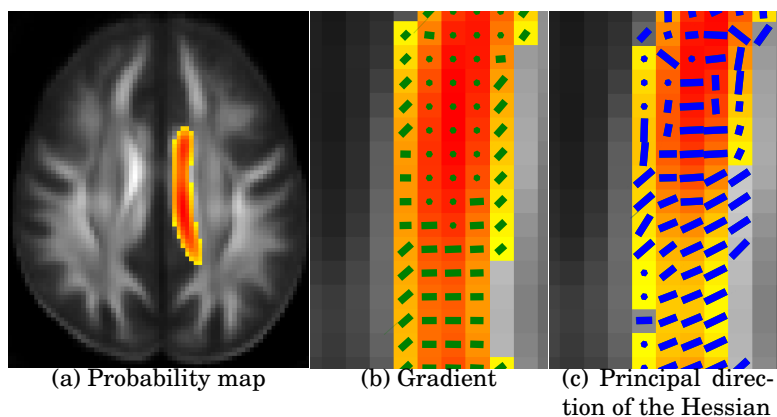 (a) Probability map
(b) Gradient
(c) Principal direc-
tion of the Hessian